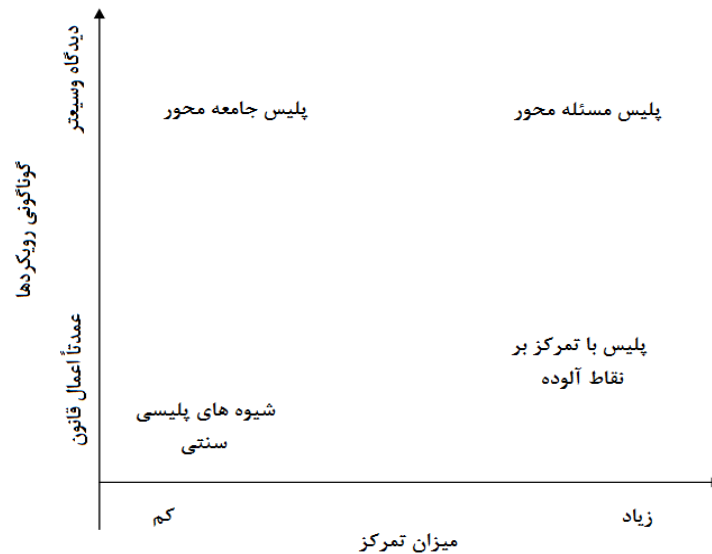 دیدگاه وسیعتر
گوناگونی رویکردها
عمدتاً اعمال قانون
پلیس مسئله محور
پلیس جامعه محور
پلیس با تمرکز بر
نقاط آلوده
شیوه های پلیسی
سنتی
زیاد
کم
میزان تمرکز